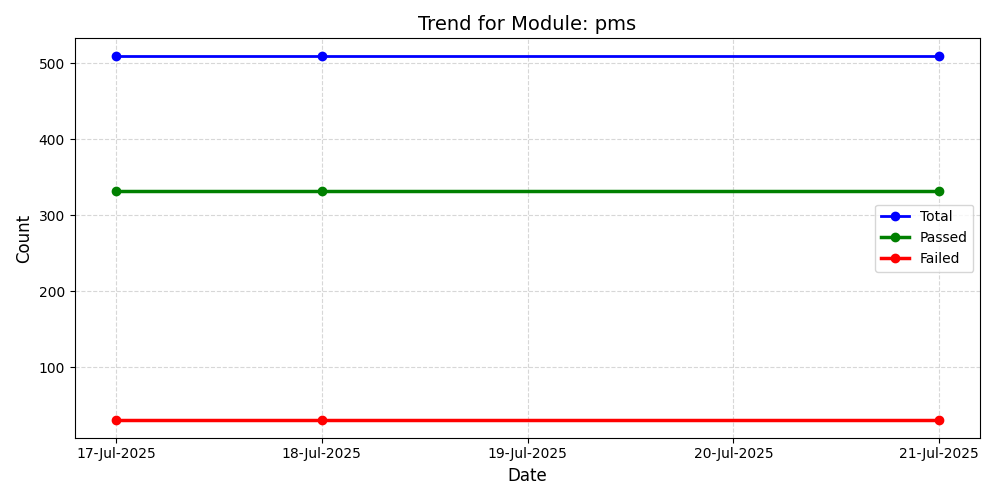 Trend for Module: pms
Count
500
400
300
200
100
Total
Passed
Failed
17-Jul-2025
18-Jul-2025
19-Jul-2025
20-Jul-2025
21-Jul-2025
Date